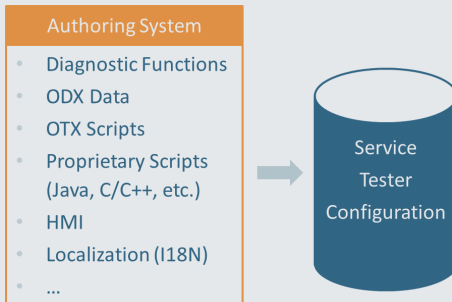 Authoring System
• Diagnostic Functions
• ODX Data
• OTX Scripts
• Proprietary Scripts
(Java, C/C++, etc.)
• HMI
• Localization (I18N)
• ...
Service
Tester
Configuration